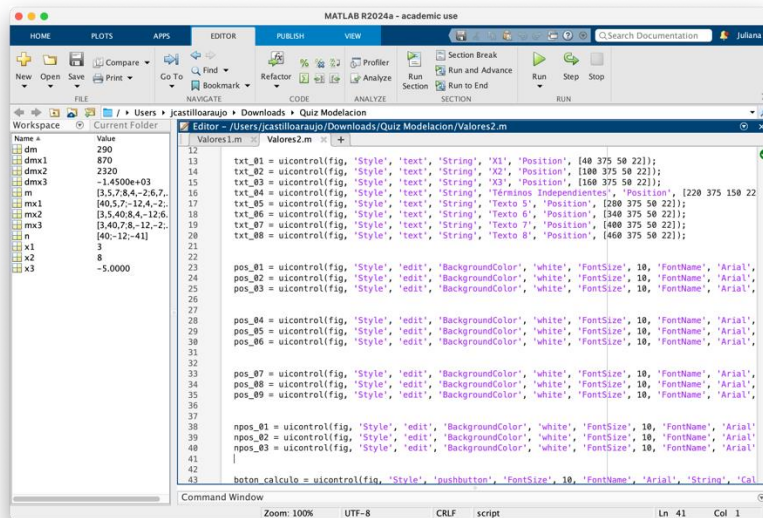 MATLAB R2024a - academic use
HOME PLOTS APPS EDITOR PUBLISH VIEW Search Documentation Juliana
New Open Save Compare Print Go To Find Bookmark Refactor Profiler Analyze Run Section Section Break Run and Advance Run to End Run Step Stop
FILE NAVIGATE CODE ANALYZE SECTION RUN
/ Users jcastilloaraujo Downloads Quiz Modelacion
Workspace Current Folder
Name Value
dm 290
dmx1 870
dmx2 2320
dmx3 -1.4500e+03
m [3,5,7;8,4,-2;6,7,.
mx1 [40,5,7;-12,4,-2;.
mx2 [3,5,40;8,4,-12;6.
mx3 [3,40,7;8,-12,-2;.
n [40;-12;-41]
x1 3
x2 8
x3 -5.0000
Editor - /Users/jcastilloaraujo/Downloads/Quiz Modelacion/Valores2.m
Valores1.m Valores2.m +
12
13 txt_01 = uicontrol(fig, 'Style', 'text', 'String', 'X1', 'Position', [40 375 50 22]);
14 txt_02 = uicontrol(fig, 'Style', 'text', 'String', 'X2', 'Position', [100 375 50 22]);
15 txt_03 = uicontrol(fig, 'Style', 'text', 'String', 'X3', 'Position', [160 375 50 22]);
16 txt_04 = uicontrol(fig, 'Style', 'text', 'String', 'Términos Independientes', 'Position', [220 375 150 22
17 txt_05 = uicontrol(fig, 'Style', 'text', 'String', 'Texto 5', 'Position', [280 375 50 22]);
18 txt_06 = uicontrol(fig, 'Style', 'text', 'String', 'Texto 6', 'Position', [340 375 50 22]);
19 txt_07 = uicontrol(fig, 'Style', 'text', 'String', 'Texto 7', 'Position', [400 375 50 22]);
20 txt_08 = uicontrol(fig, 'Style', 'text', 'String', 'Texto 8', 'Position', [460 375 50 22]);
21
22
23 pos_01 = uicontrol(fig, 'Style', 'edit', 'BackgroundColor', 'white', 'FontSize', 10, 'FontName', 'Arial',
24 pos_02 = uicontrol(fig, 'Style', 'edit', 'BackgroundColor', 'white', 'FontSize', 10, 'FontName', 'Arial',
25 pos_03 = uicontrol(fig, 'Style', 'edit', 'BackgroundColor', 'white', 'FontSize', 10, 'FontName', 'Arial',
26
27
28 pos_04 = uicontrol(fig, 'Style', 'edit', 'BackgroundColor', 'white', 'FontSize', 10, 'FontName', 'Arial',
29 pos_05 = uicontrol(fig, 'Style', 'edit', 'BackgroundColor', 'white', 'FontSize', 10, 'FontName', 'Arial',
30 pos_06 = uicontrol(fig, 'Style', 'edit', 'BackgroundColor', 'white', 'FontSize', 10, 'FontName', 'Arial',
31
32
33 pos_07 = uicontrol(fig, 'Style', 'edit', 'BackgroundColor', 'white', 'FontSize', 10, 'FontName', 'Arial',
34 pos_08 = uicontrol(fig, 'Style', 'edit', 'BackgroundColor', 'white', 'FontSize', 10, 'FontName', 'Arial',
35 pos_09 = uicontrol(fig, 'Style', 'edit', 'BackgroundColor', 'white', 'FontSize', 10, 'FontName', 'Arial',
36
37
38 npos_01 = uicontrol(fig, 'Style', 'edit', 'BackgroundColor', 'white', 'FontSize', 10, 'FontName', 'Arial'
39 npos_02 = uicontrol(fig, 'Style', 'edit', 'BackgroundColor', 'white', 'FontSize', 10, 'FontName', 'Arial'
40 npos_03 = uicontrol(fig, 'Style', 'edit', 'BackgroundColor', 'white', 'FontSize', 10, 'FontName', 'Arial'
41
42
43 boton_calculo = uicontrol(fig, 'Style', 'pushbutton', 'FontSize', 10, 'FontName', 'Arial', 'String', 'Cal
Command Window
Zoom: 100% UTF-8 CRLF script Ln 41 Col 1